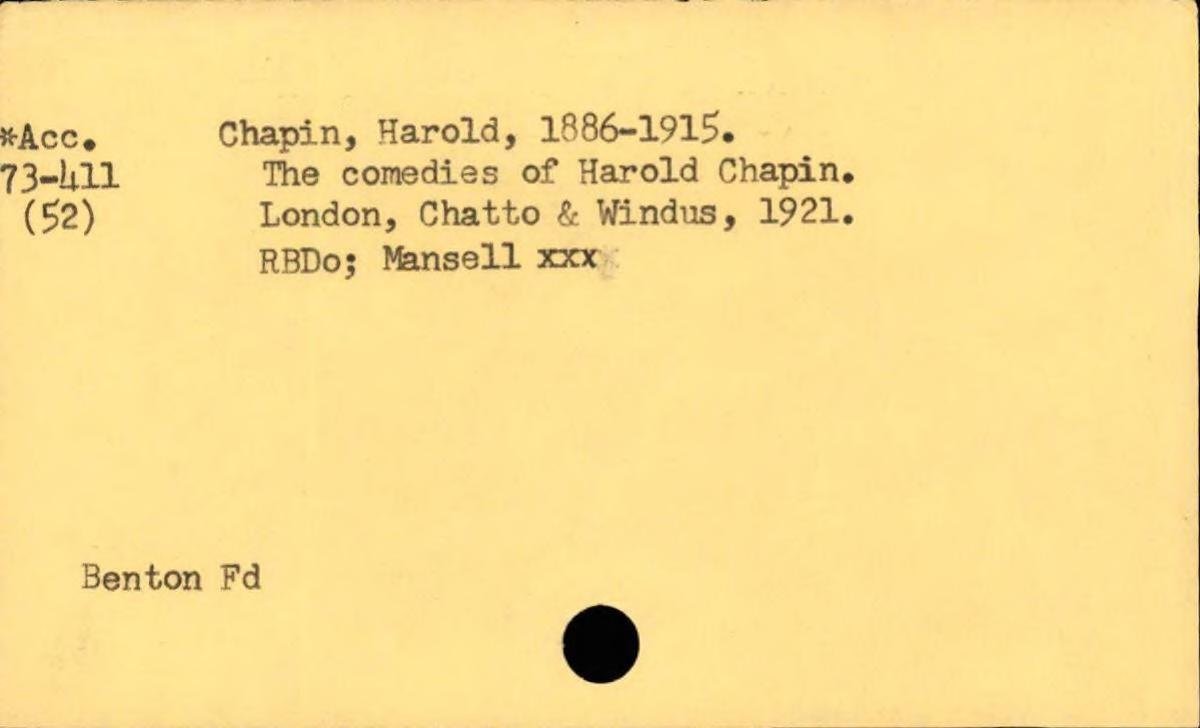 *Acc. Chapin, Harold, 1886-1915.
73-411 The comedies of Harold Chapin.
(52) London, Chatto & Windus, 1921.
RBDo; Mansell xxx
Benton Fd